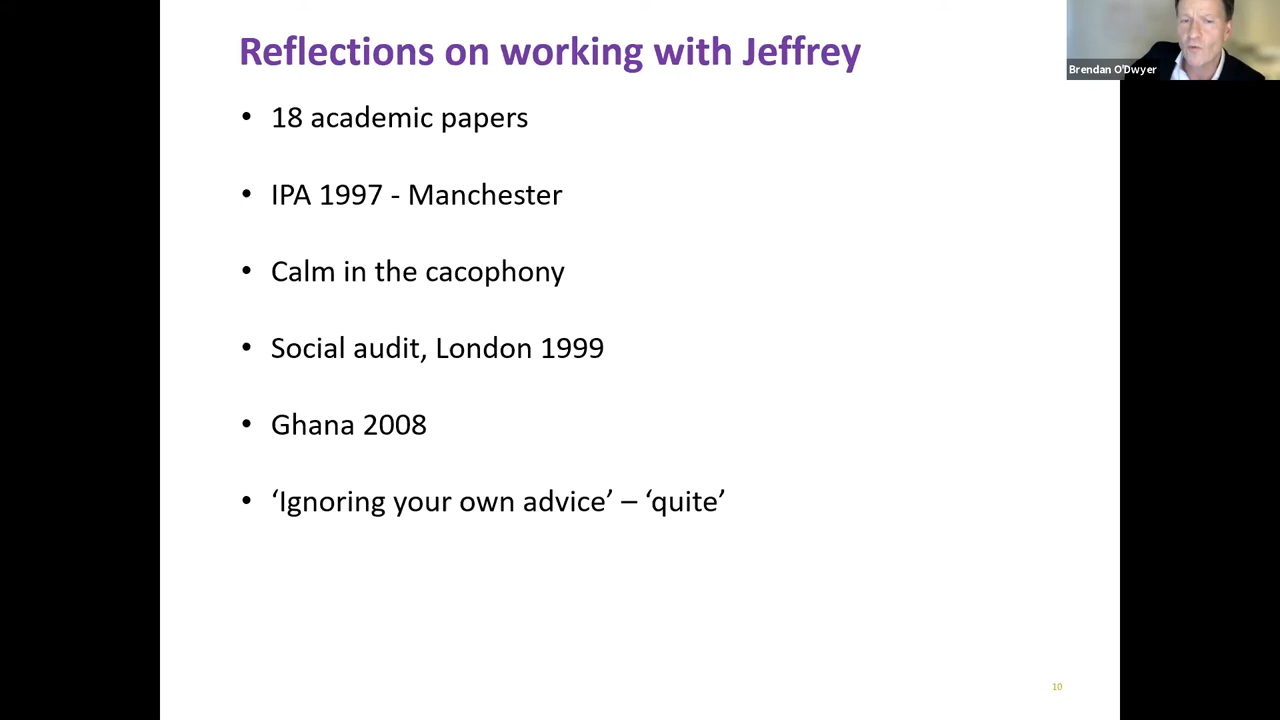 Reflections on working with Jeffrey
Brendan O'Dwyer
• 18 academic papers
• IPA 1997 - Manchester
• Calm in the cacophony
• Social audit, London 1999
• Ghana 2008
• ‘Ignoring your own advice’ – ‘quite’
10